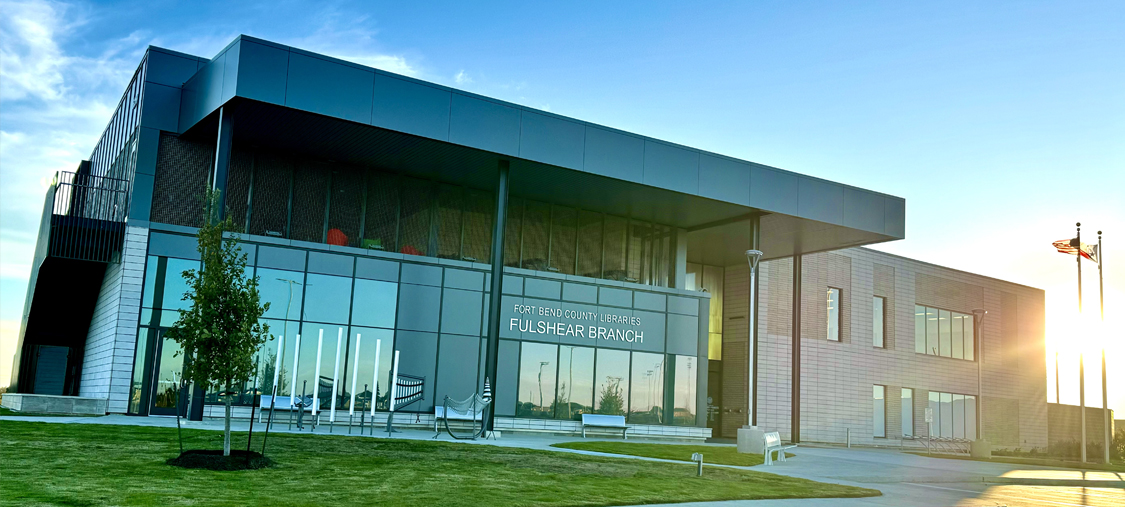 FORT BEND COUNTY LIBRARIES
FULSHEAR BRANCH